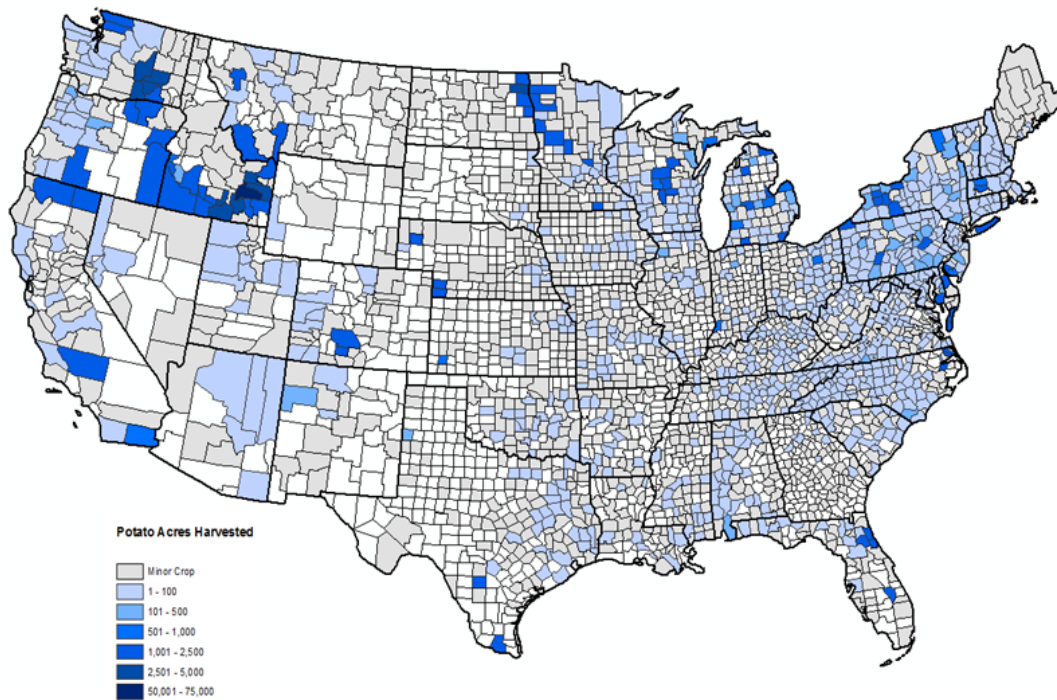 Potato Acres Harvested
Minor Crop
1 - 100
101 - 500
501 - 1,000
1,001 - 2,500
2,501 - 5,000
50,001 - 75,000